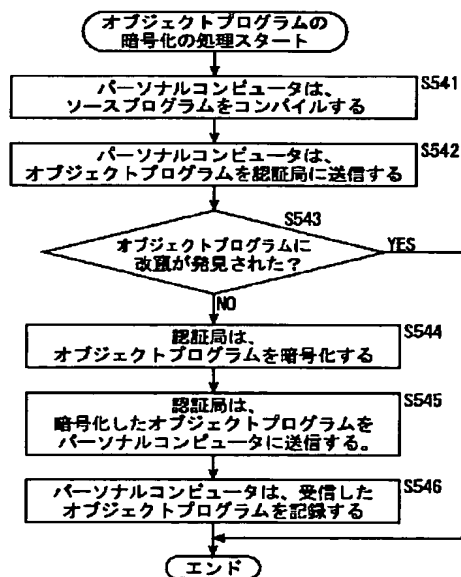 オブジェクトプログラムの
暗号化の処理スタート
S541
パーソナルコンピュータは、
ソースプログラムをコンパイルする
S542
パーソナルコンピュータは、
オブジェクトプログラムを認証局に送信する
S543
オブジェクトプログラムに
改竄が発見された?
YES
NO
S544
認証局は、
オブジェクトプログラムを暗号化する
S545
認証局は、
暗号化したオブジェクトプログラムを
パーソナルコンピュータに送信する。
S546
パーソナルコンピュータは、受信した
オブジェクトプログラムを記録する
エンド